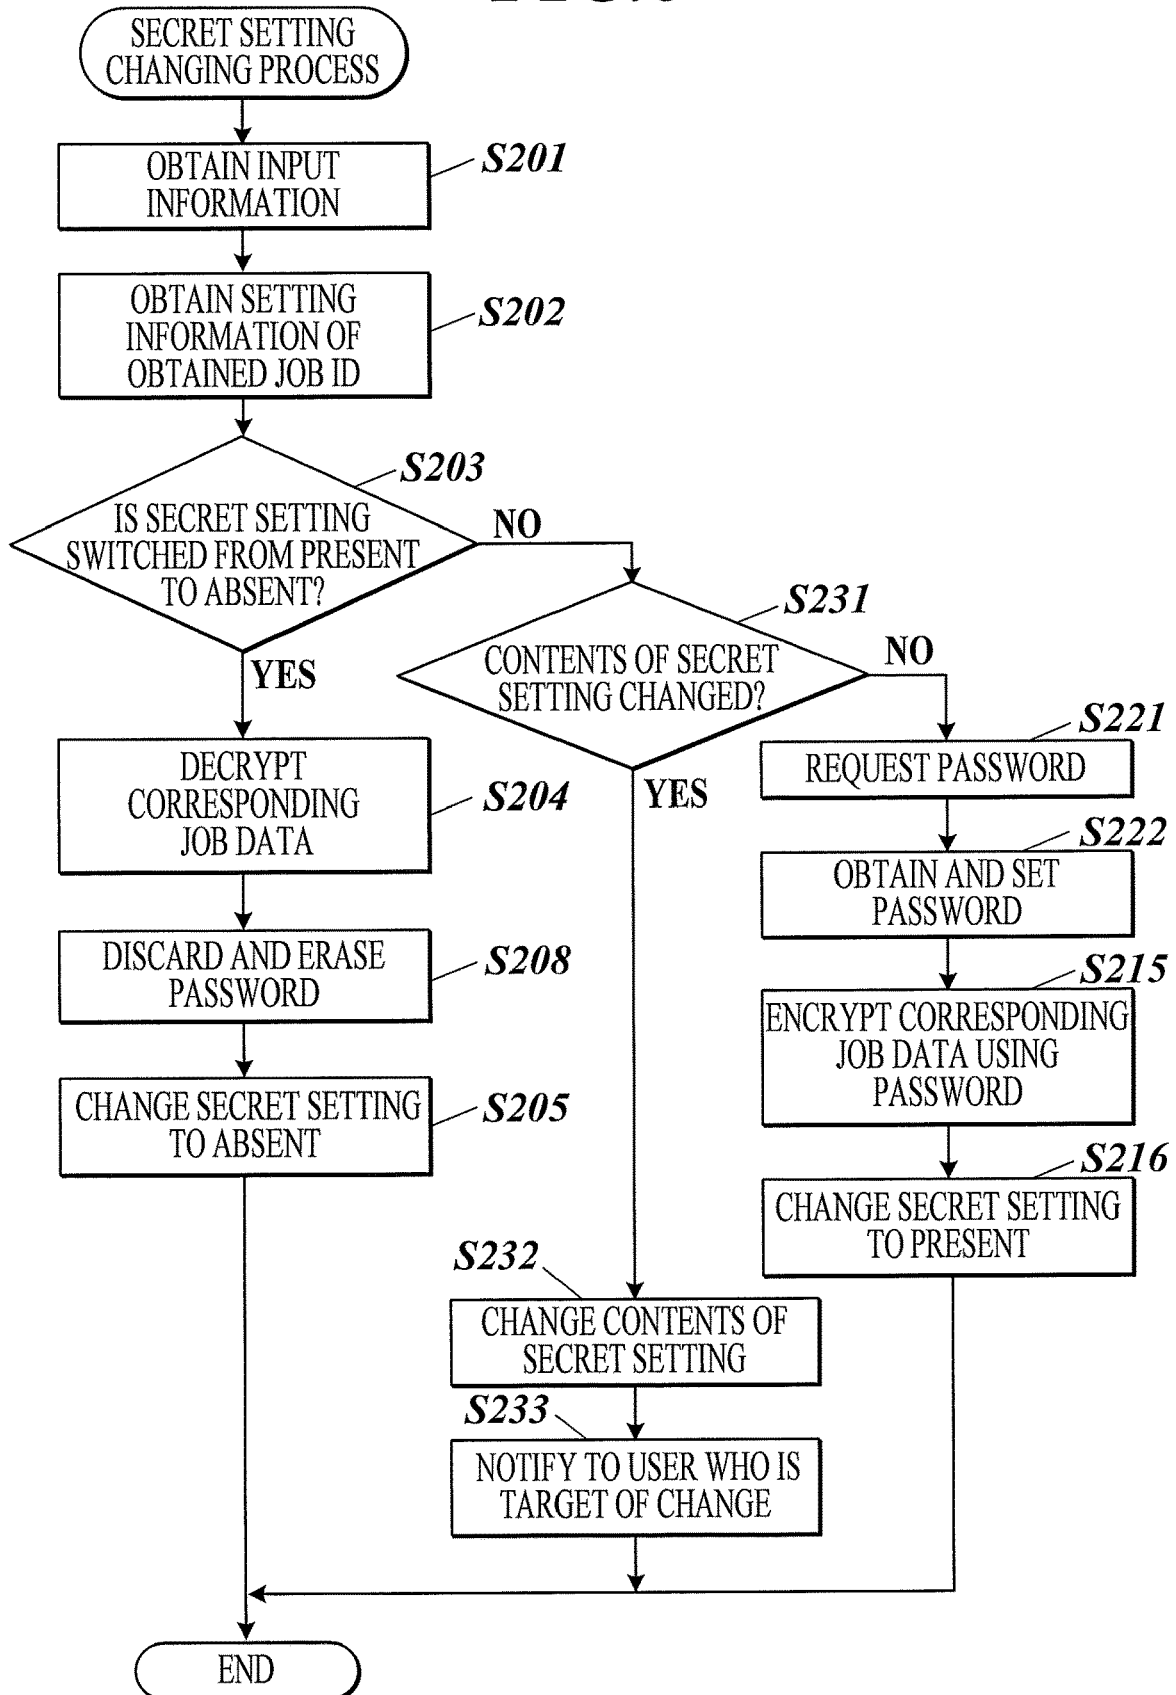 SECRET SETTING
CHANGING PROCESS
S201
OBTAIN INPUT
INFORMATION
S202
OBTAIN SETTING
INFORMATION OF
OBTAINED JOB ID
S203
IS SECRET SETTING
SWITCHED FROM PRESENT
TO ABSENT?
NO
YES
S231
CONTENTS OF SECRET
SETTING CHANGED?
NO
YES
DECRYPT
CORRESPONDING
JOB DATA
S204
DISCARD AND ERASE
PASSWORD
S208
CHANGE SECRET SETTING
TO ABSENT
S205
S221
REQUEST PASSWORD
S222
OBTAIN AND SET
PASSWORD
S215
ENCRYPT CORRESPONDING
JOB DATA USING
PASSWORD
S216
CHANGE SECRET SETTING
TO PRESENT
S232
CHANGE CONTENTS OF
SECRET SETTING
S233
NOTIFY TO USER WHO IS
TARGET OF CHANGE
END